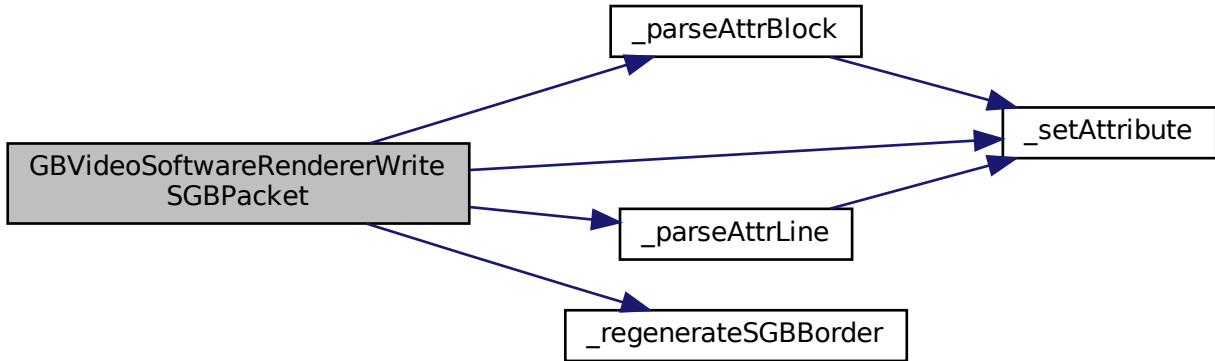 _parseAttrBlock
_setAttribute
GBVideoSoftwareRendererWrite
SGBPacket
_parseAttrLine
_regenerateSGBBorder